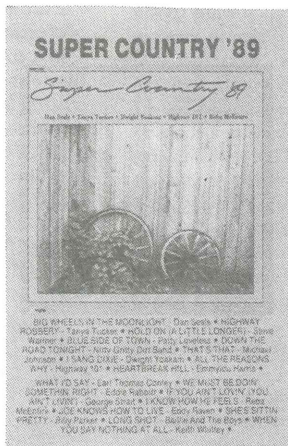 SUPER COUNTRY '89
Super Country '89
Dan Seals • Tanya Tucker • Dwight Yoakam • Highway 101 • Reba McEntire
BIG WHEELS IN THE MOONLIGHT - Dan Seals • HIGHWAY
ROBBERY - Tanya Tucker • HOLD ON (A LITTLE LONGER) - Steve
Wariner • BLUE SIDE OF TOWN - Patty Loveless • DOWN THE
ROAD TONIGHT - Nitty Gritty Dirt Band • THAT'S THAT - Michael
Johnson • I SANG DIXIE - Dwight Yoakam • ALL THE REASONS
WHY - Highway 101 • HEARTBREAK HILL - Emmylou Harris •
WHAT I'D SAY - Earl Thomas Conley • WE MUST BE DOIN'
SOMETHIN' RIGHT - Eddie Rabbitt • IF YOU AIN'T LOVIN' (YOU
AIN'T LIVIN') - George Strait • I KNOW HOW HE FEELS - Reba
McEntire • JOE KNOWS HOW TO LIVE - Eddy Raven • SHE'S SITTIN'
PRETTY - Billy Parker • LONG SHOT - Baillie And The Boys • WHEN
YOU SAY NOTHING AT ALL - Keith Whitley •